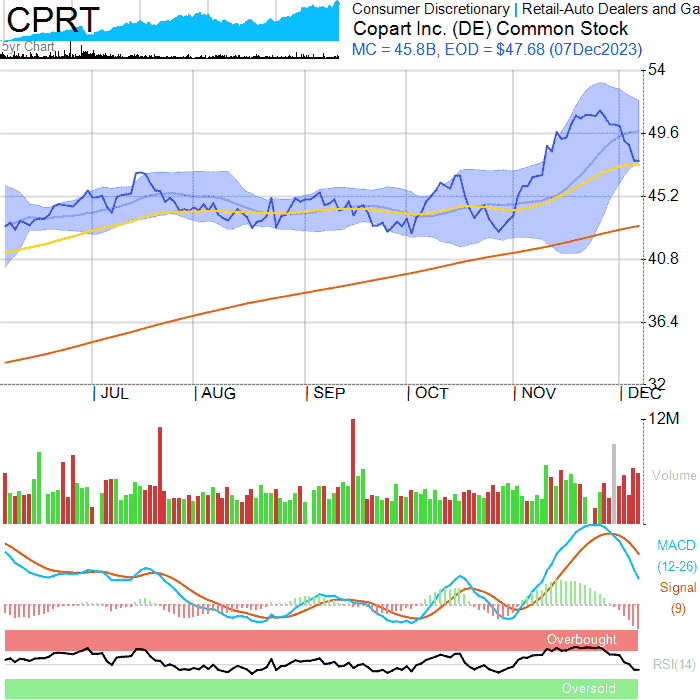 CPRT
5yr Chart
Consumer Discretionary | Retail-Auto Dealers and Ga
Copart Inc. (DE) Common Stock
MC = 45.8B, EOD = $47.68 (07Dec2023)
54
49.6
45.2
40.8
36.4
32
| JUL | AUG | SEP | OCT | NOV | DEC
12M
Volume
MACD
(12-26)
Signal
(9)
Overbought
RSI(14)
Oversold